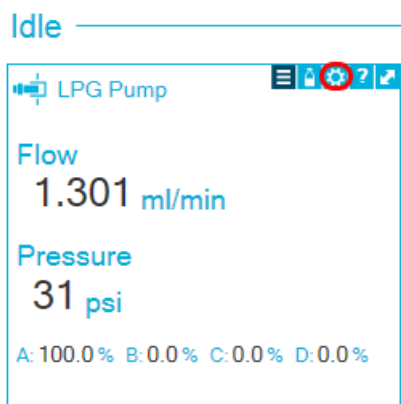 Idle
LPG Pump ?
Flow
1.301 ml/min
Pressure
31 psi
A: 100.0 % B: 0.0 % C: 0.0 % D: 0.0 %